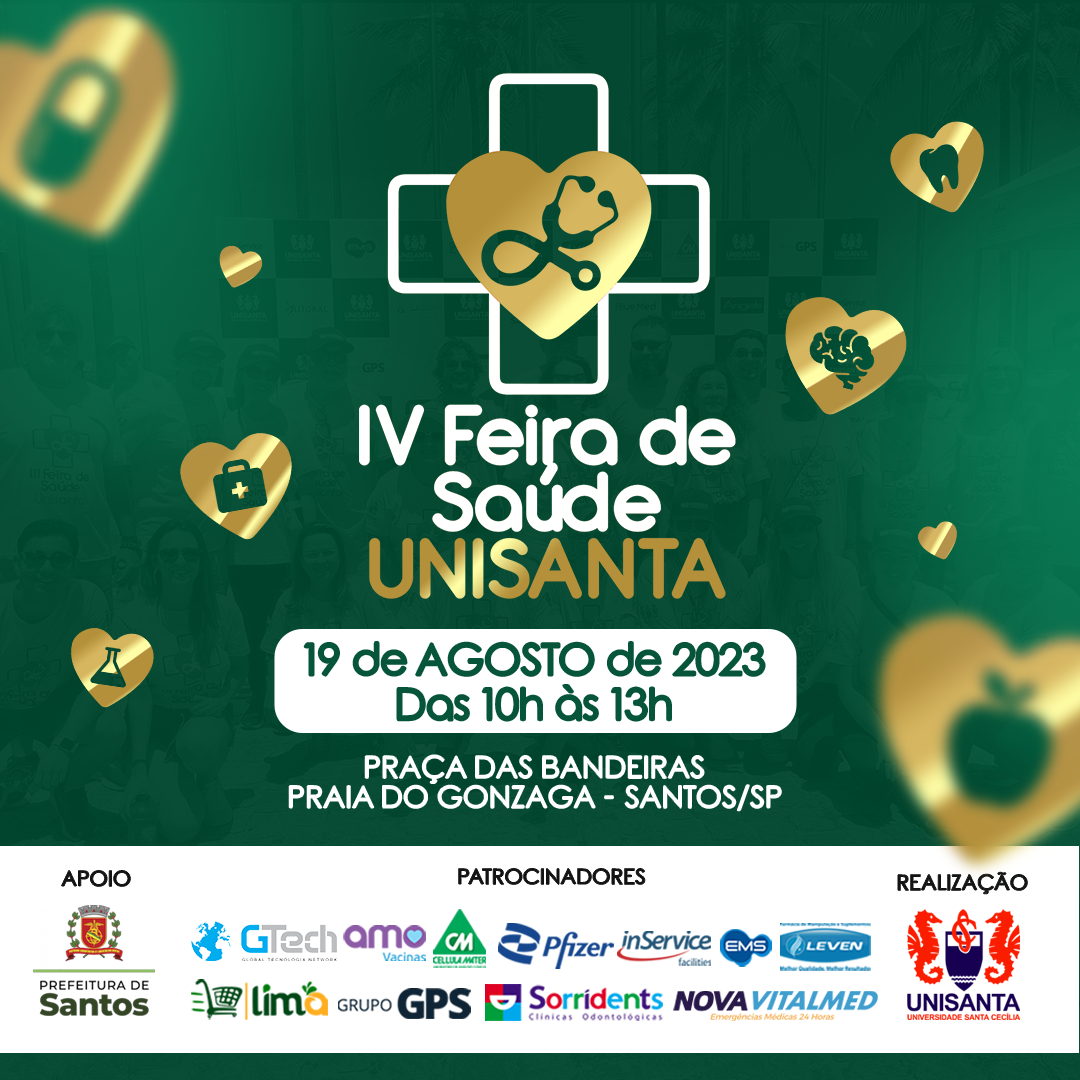 IV Feira de
Saúde
UNISANTA
19 de AGOSTO de 2023
Das 10h às 13h
PRAÇA DAS BANDEIRAS
PRAIA DO GONZAGA - SANTOS/SP
APOIO
PREFEITURA DE
Santos
PATROCINADORES
GTech
GLOBAL TECNOLOGIA NETWORK
amo
Vacinas
CM
CELLULA MATER
Pfizer
inService
facilities
EMS
LEVEN
Melhor Qualidade. Melhor Resultado!
lima
GRUPO GPS
Sorridents
Clínicas Odontológicas
NOVA VITALMED
Emergências Médicas 24 Horas
REALIZAÇÃO
UNISANTA
UNIVERSIDADE SANTA CECÍLIA